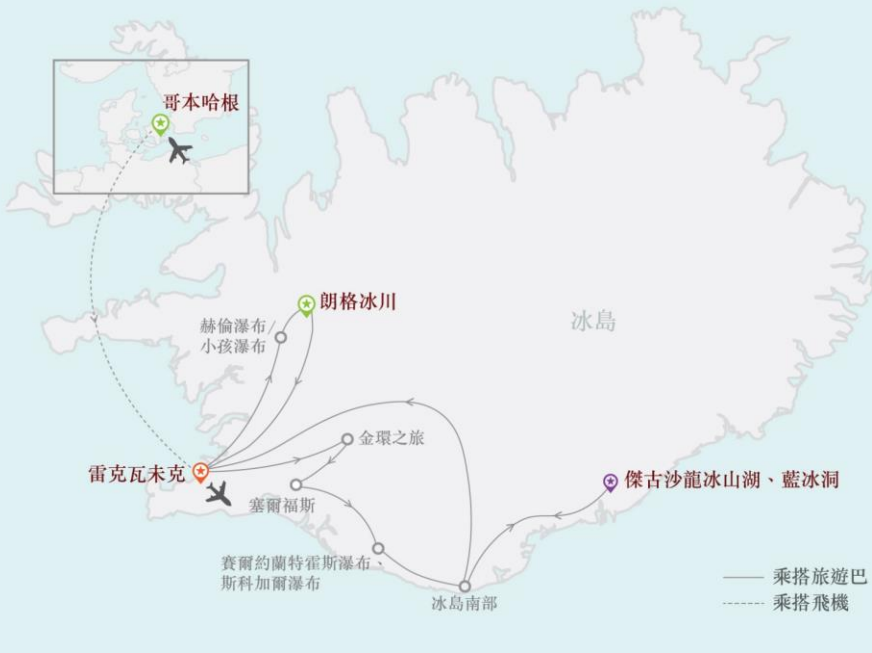 哥本哈根
朗格冰川
赫倫瀑布/
小孩瀑布
冰島
金環之旅
雷克瓦未克
塞爾福斯
傑古沙龍冰山湖、藍冰洞
賽爾約蘭特霍斯瀑布、
斯科加爾瀑布
冰島南部
乘搭旅遊巴
乘搭飛機